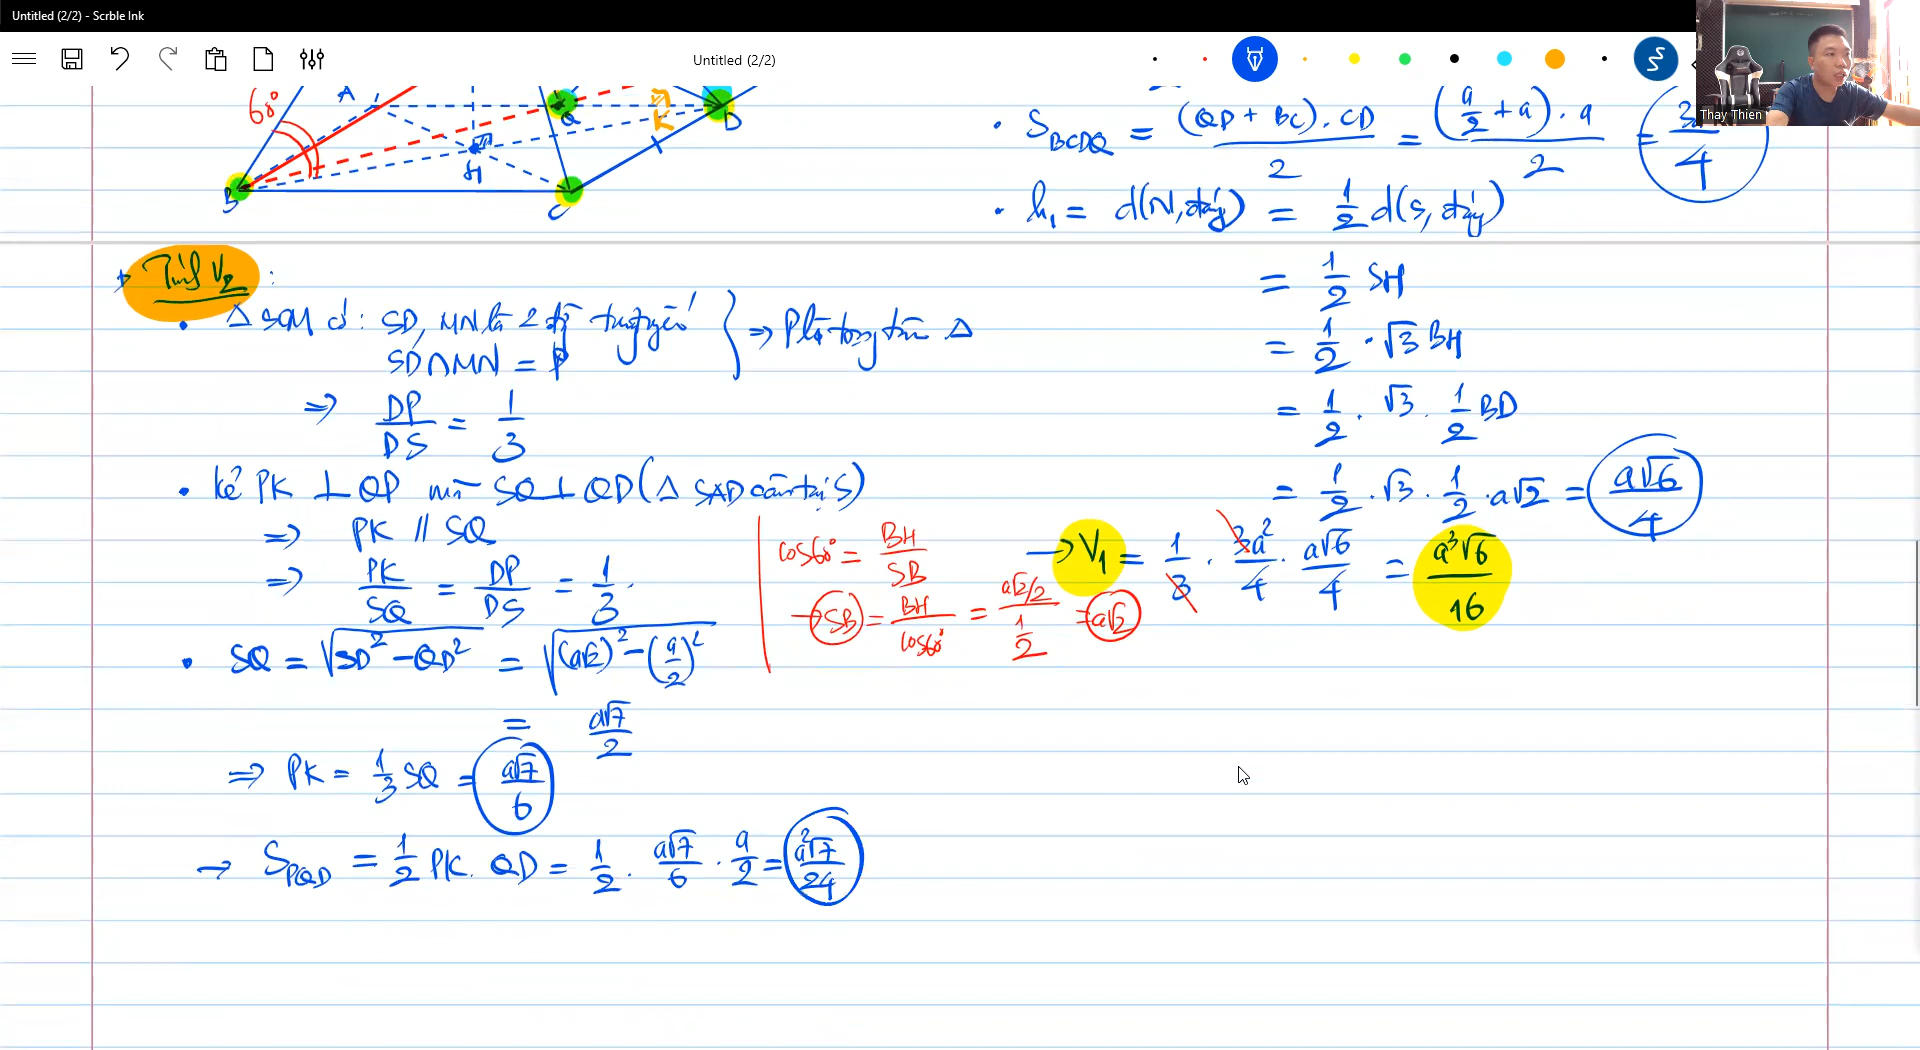 Untitled (2/2) - Scrble Ink
Untitled (2/2)
Thay Thien
60°
A
Q
K
D
H
B
C
• S_BCDQ = (QD + BC).CD / 2 = (a/2 + a).a / 2 = /4
• h₁ = d(N, đáy) = 1/2 d(S, đáy)
= 1/2 SH
= 1/2 . √3 BH
= 1/2 . √3 . 1/2 BD
= 1/2 . √3 . 1/2 . a√2 = a√6/4
→ V₁ = 1/3 . 3a²/4 . a√6/4 = a³√6/16
+ Tính V₂ :
• Δ SQM có: SD, MN là 2 đg trung tuyến
SD∩MN = P
} ⇒ P là trọng tâm Δ
⇒ DP/DS = 1/3
• Kẻ PK ⊥ QD mà SQ ⊥ QD (Δ SAD cân tại S)
⇒ PK // SQ
⇒ PK/SQ = DP/DS = 1/3.
cos60° = BH/SB
→ SB = BH/cos60° = a√2/2 / 1/2 = a√2
• SQ = √(SD² − QD²) = √((a√2)² − (a/2)²)
= a√7/2
⇒ PK = 1/3 SQ = a√7/6
→ S_PQD = 1/2 PK. QD = 1/2 . a√7/6 . a/2 = a²√7/24